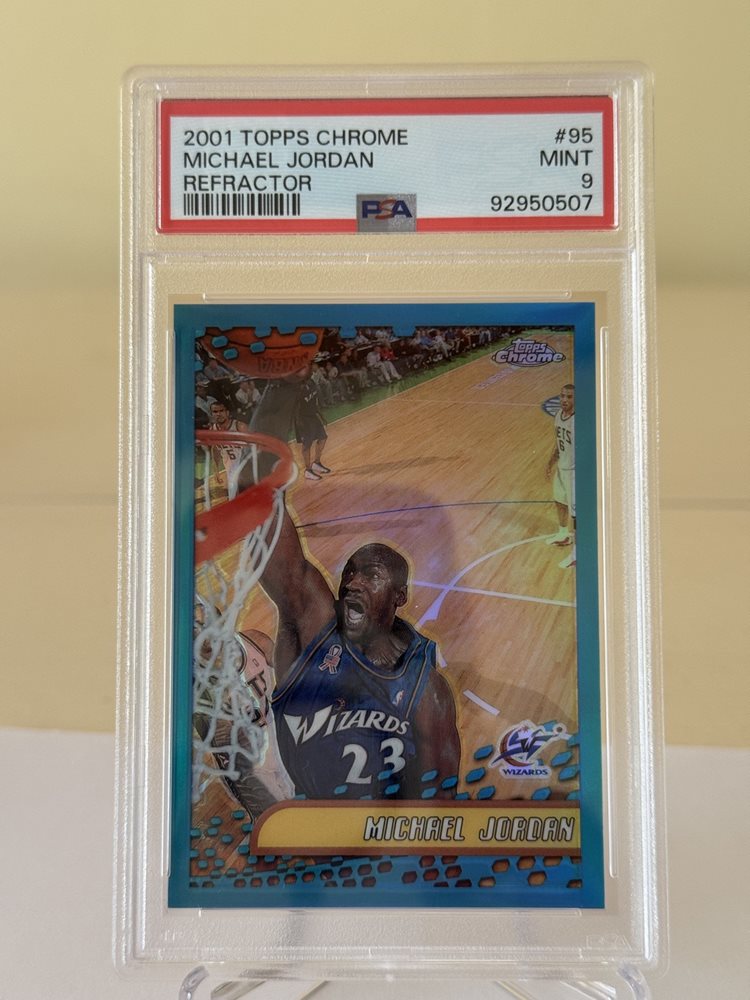 2001 TOPPS CHROME #95
MICHAEL JORDAN MINT
REFRACTOR 9
PSA 92950507
Topps
Chrome
WIZARDS
23
WIZARDS
MICHAEL JORDAN